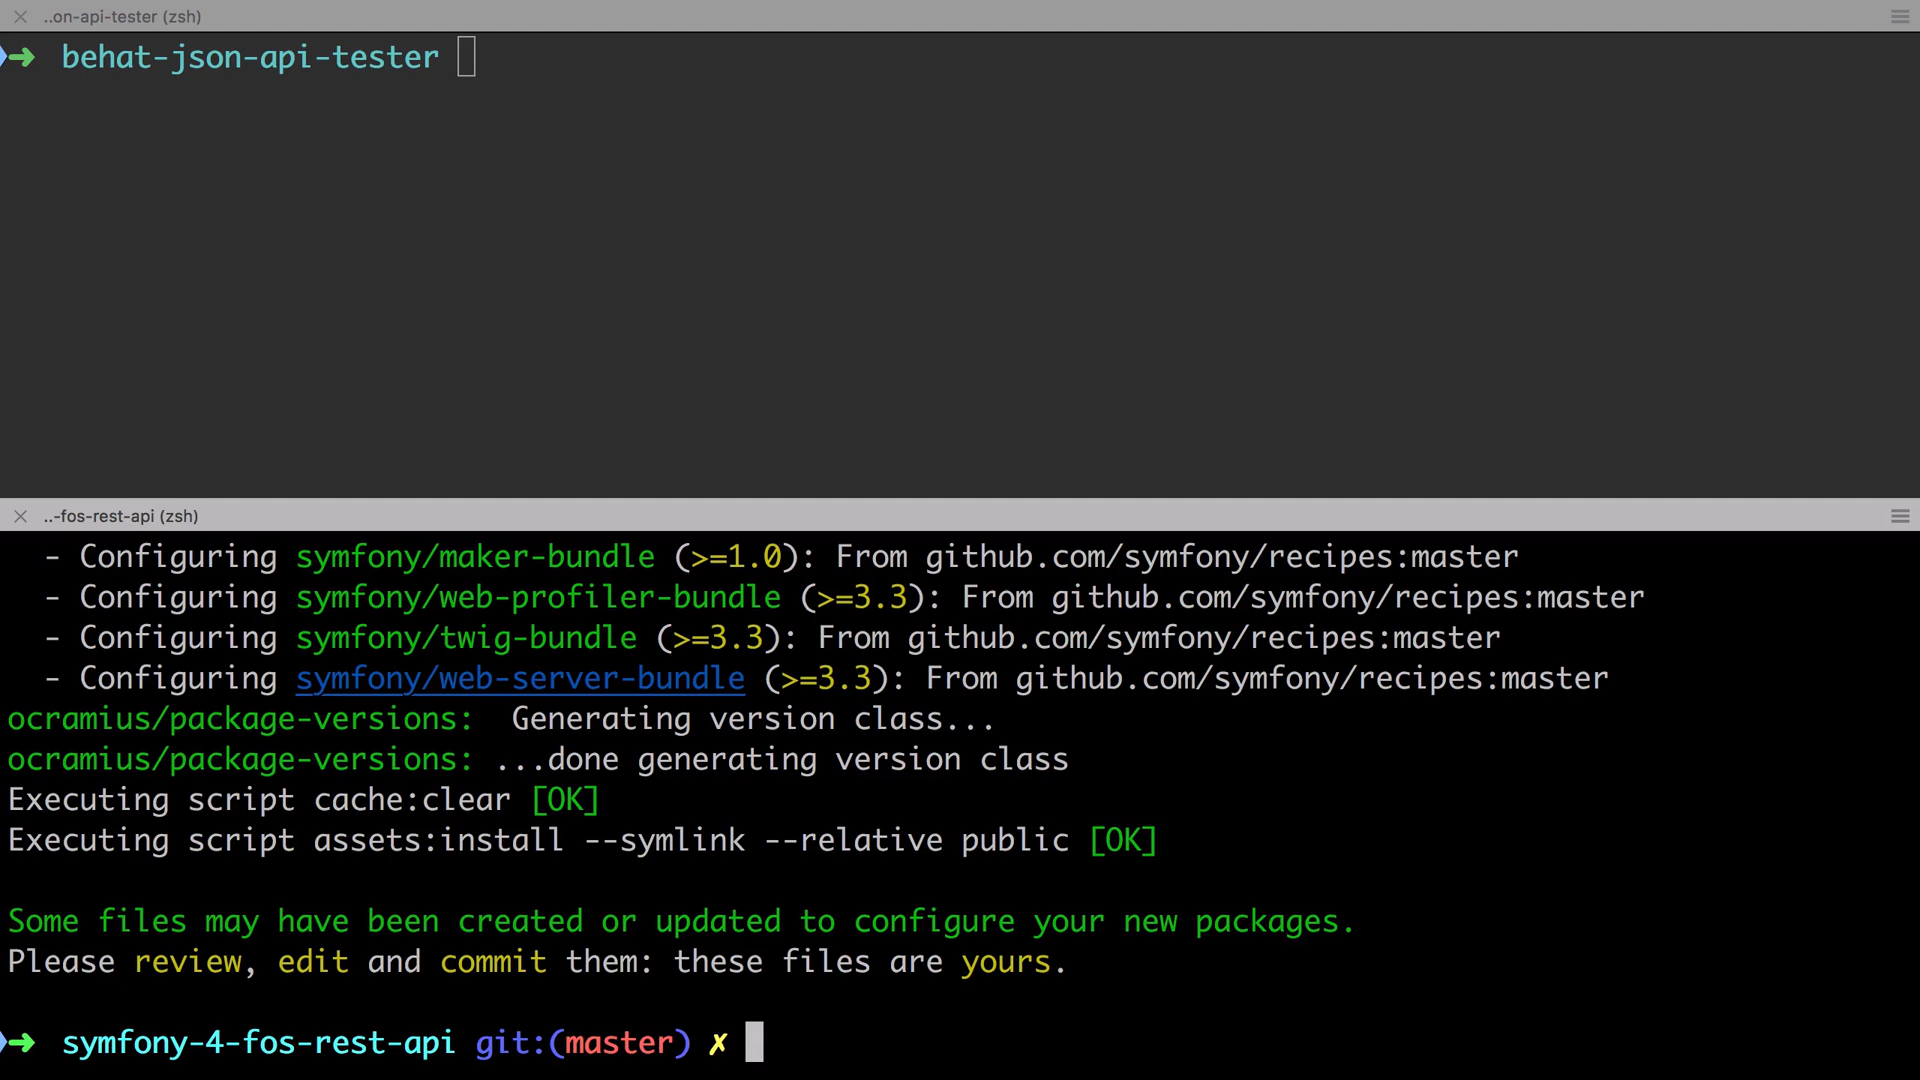 ..on-api-tester (zsh)
➜ behat-json-api-tester
..-fos-rest-api (zsh)
- Configuring symfony/maker-bundle (>=1.0): From github.com/symfony/recipes:master
- Configuring symfony/web-profiler-bundle (>=3.3): From github.com/symfony/recipes:master
- Configuring symfony/twig-bundle (>=3.3): From github.com/symfony/recipes:master
- Configuring symfony/web-server-bundle (>=3.3): From github.com/symfony/recipes:master
ocramius/package-versions:  Generating version class...
ocramius/package-versions: ...done generating version class
Executing script cache:clear [OK]
Executing script assets:install --symlink --relative public [OK]
Some files may have been created or updated to configure your new packages.
Please review, edit and commit them: these files are yours.
➜ symfony-4-fos-rest-api git:(master) ✗